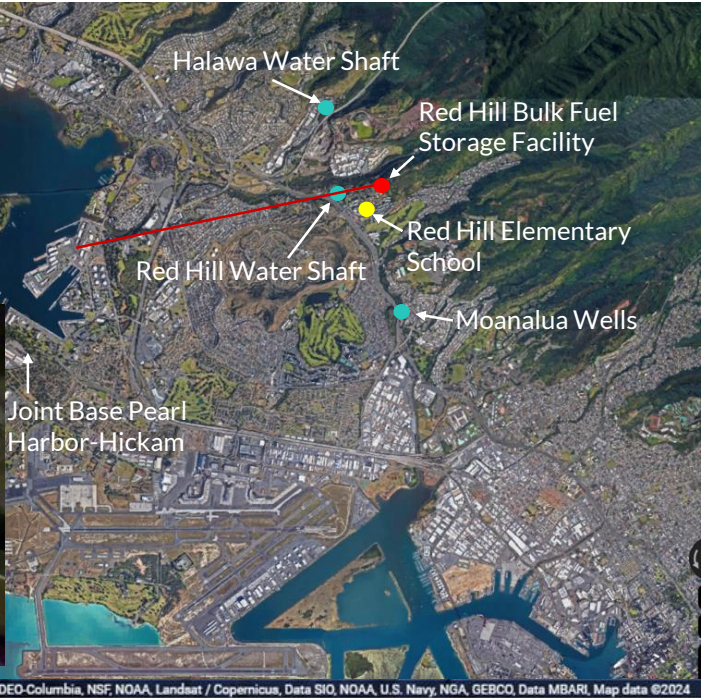 Halawa Water Shaft
Red Hill Bulk Fuel
Storage Facility
Red Hill Elementary
School
Red Hill Water Shaft
Moanalua Wells
Joint Base Pearl
Harbor-Hickam
DEO-Columbia, NSF, NOAA, Landsat / Copernicus, Data SIO, NOAA, U.S. Navy, NGA, GEBCO, Data MBARI, Map data ©2024